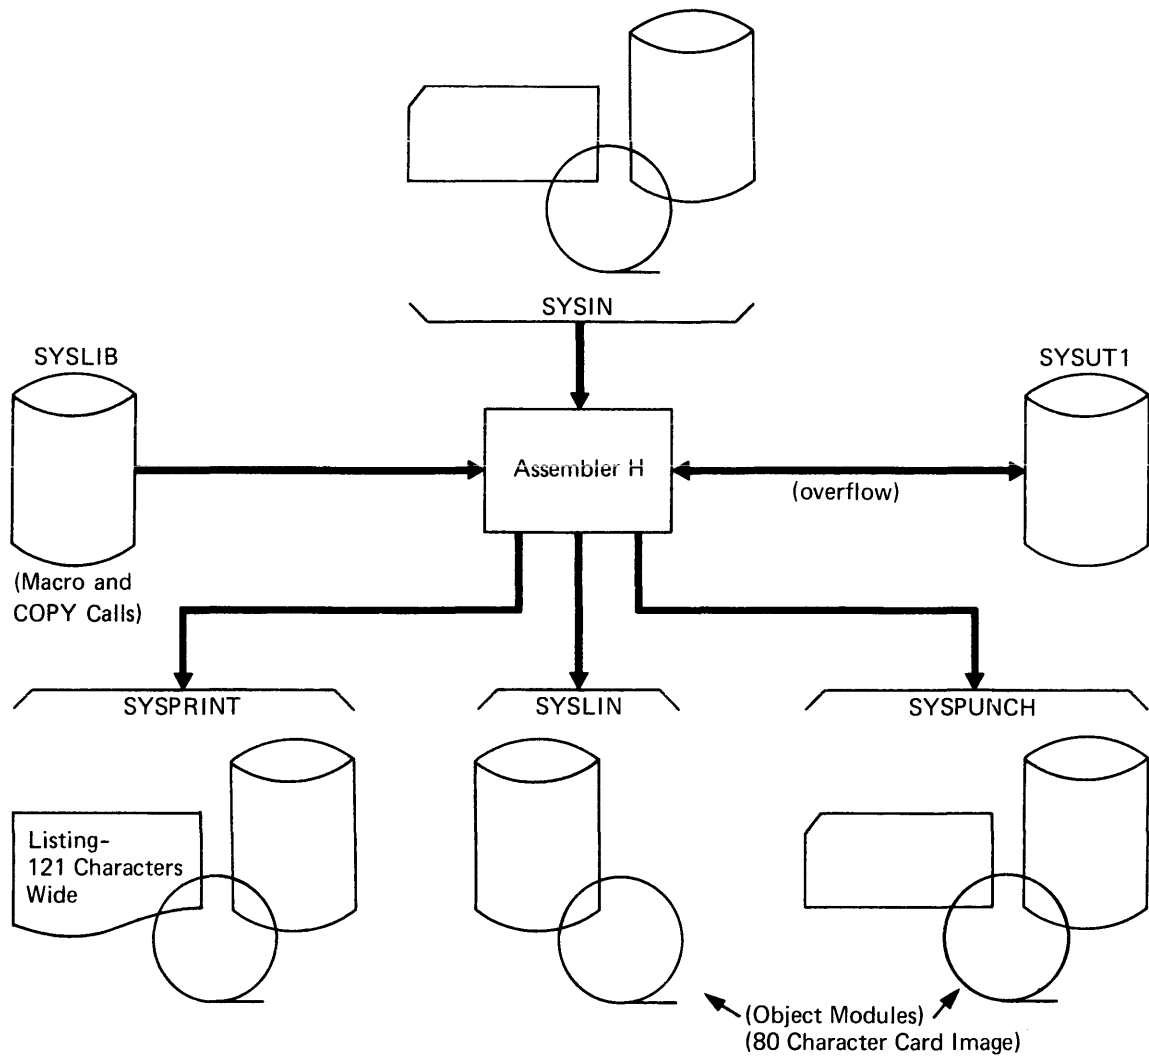 SYSIN
SYSLIB
SYSUT1
Assembler H
(overflow)
(Macro and
COPY Calls)
SYSPRINT
SYSLIN
SYSPUNCH
Listing-
121 Characters
Wide
(Object Modules)
(80 Character Card Image)